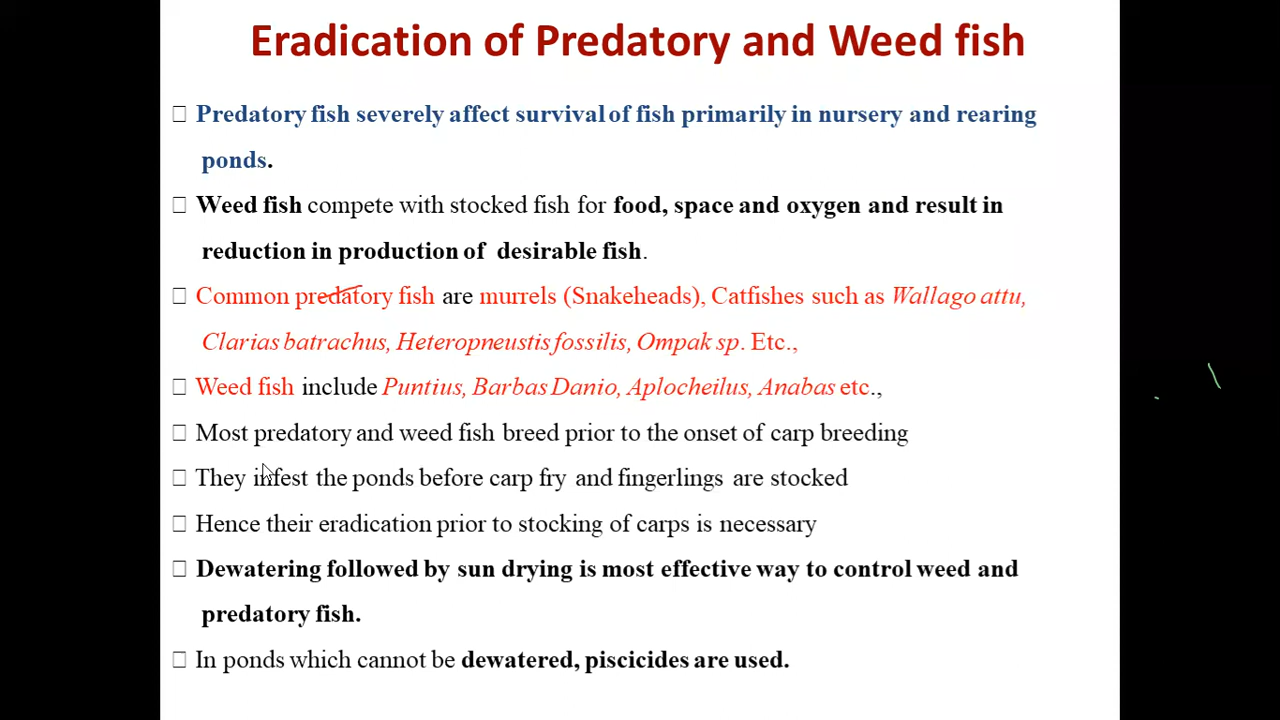 Eradication of Predatory and Weed fish
Predatory fish severely affect survival of fish primarily in nursery and rearing
ponds.
Weed fish compete with stocked fish for food, space and oxygen and result in
reduction in production of desirable fish.
Common predatory fish are murrels (Snakeheads), Catfishes such as Wallago attu,
Clarias batrachus, Heteropneustis fossilis, Ompak sp. Etc.,
Weed fish include Puntius, Barbas Danio, Aplocheilus, Anabas etc.,
Most predatory and weed fish breed prior to the onset of carp breeding
They infest the ponds before carp fry and fingerlings are stocked
Hence their eradication prior to stocking of carps is necessary
Dewatering followed by sun drying is most effective way to control weed and
predatory fish.
In ponds which cannot be dewatered, piscicides are used.